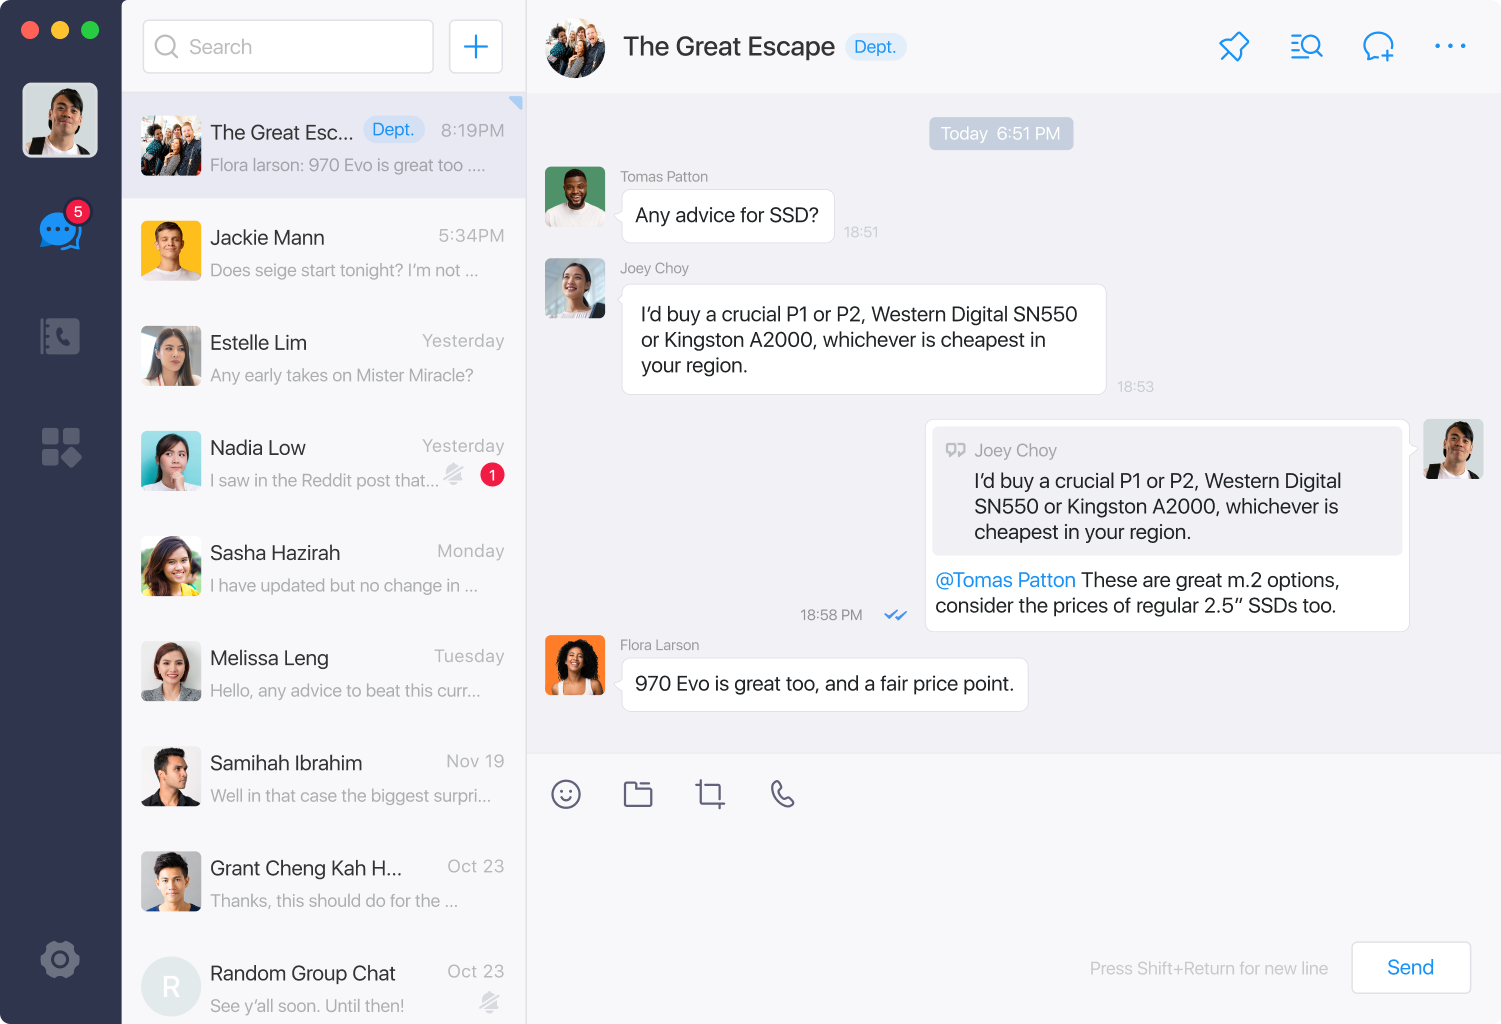 Search
The Great Esc... Dept. 8:19PM
Flora larson: 970 Evo is great too ....
5
Jackie Mann 5:34PM
Does seige start tonight? I'm not ...
Estelle Lim Yesterday
Any early takes on Mister Miracle?
Nadia Low Yesterday
I saw in the Reddit post that... 1
Sasha Hazirah Monday
I have updated but no change in ...
Melissa Leng Tuesday
Hello, any advice to beat this curr...
Samihah Ibrahim Nov 19
Well in that case the biggest surpri...
Grant Cheng Kah H... Oct 23
Thanks, this should do for the ...
R
Random Group Chat Oct 23
See y'all soon. Until then!
The Great Escape Dept.
Today 6:51 PM
Tomas Patton
Any advice for SSD?
18:51
Joey Choy
I'd buy a crucial P1 or P2, Western Digital SN550
or Kingston A2000, whichever is cheapest in
your region.
18:53
Joey Choy
I'd buy a crucial P1 or P2, Western Digital
SN550 or Kingston A2000, whichever is
cheapest in your region.
@Tomas Patton These are great m.2 options,
consider the prices of regular 2.5” SSDs too.
18:58 PM
Flora Larson
970 Evo is great too, and a fair price point.
Press Shift+Return for new line
Send